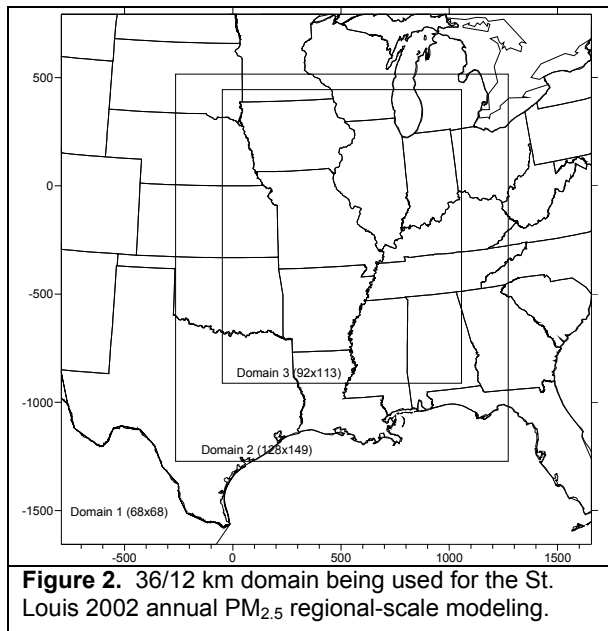 500
0
-500
-1000
-1500
Domain 3 (92x113)
Domain 2 (128x149)
Domain 1 (68x68)
-500 0 500 1000 1500
Figure 2. 36/12 km domain being used for the St.
Louis 2002 annual PM2.5 regional-scale modeling.